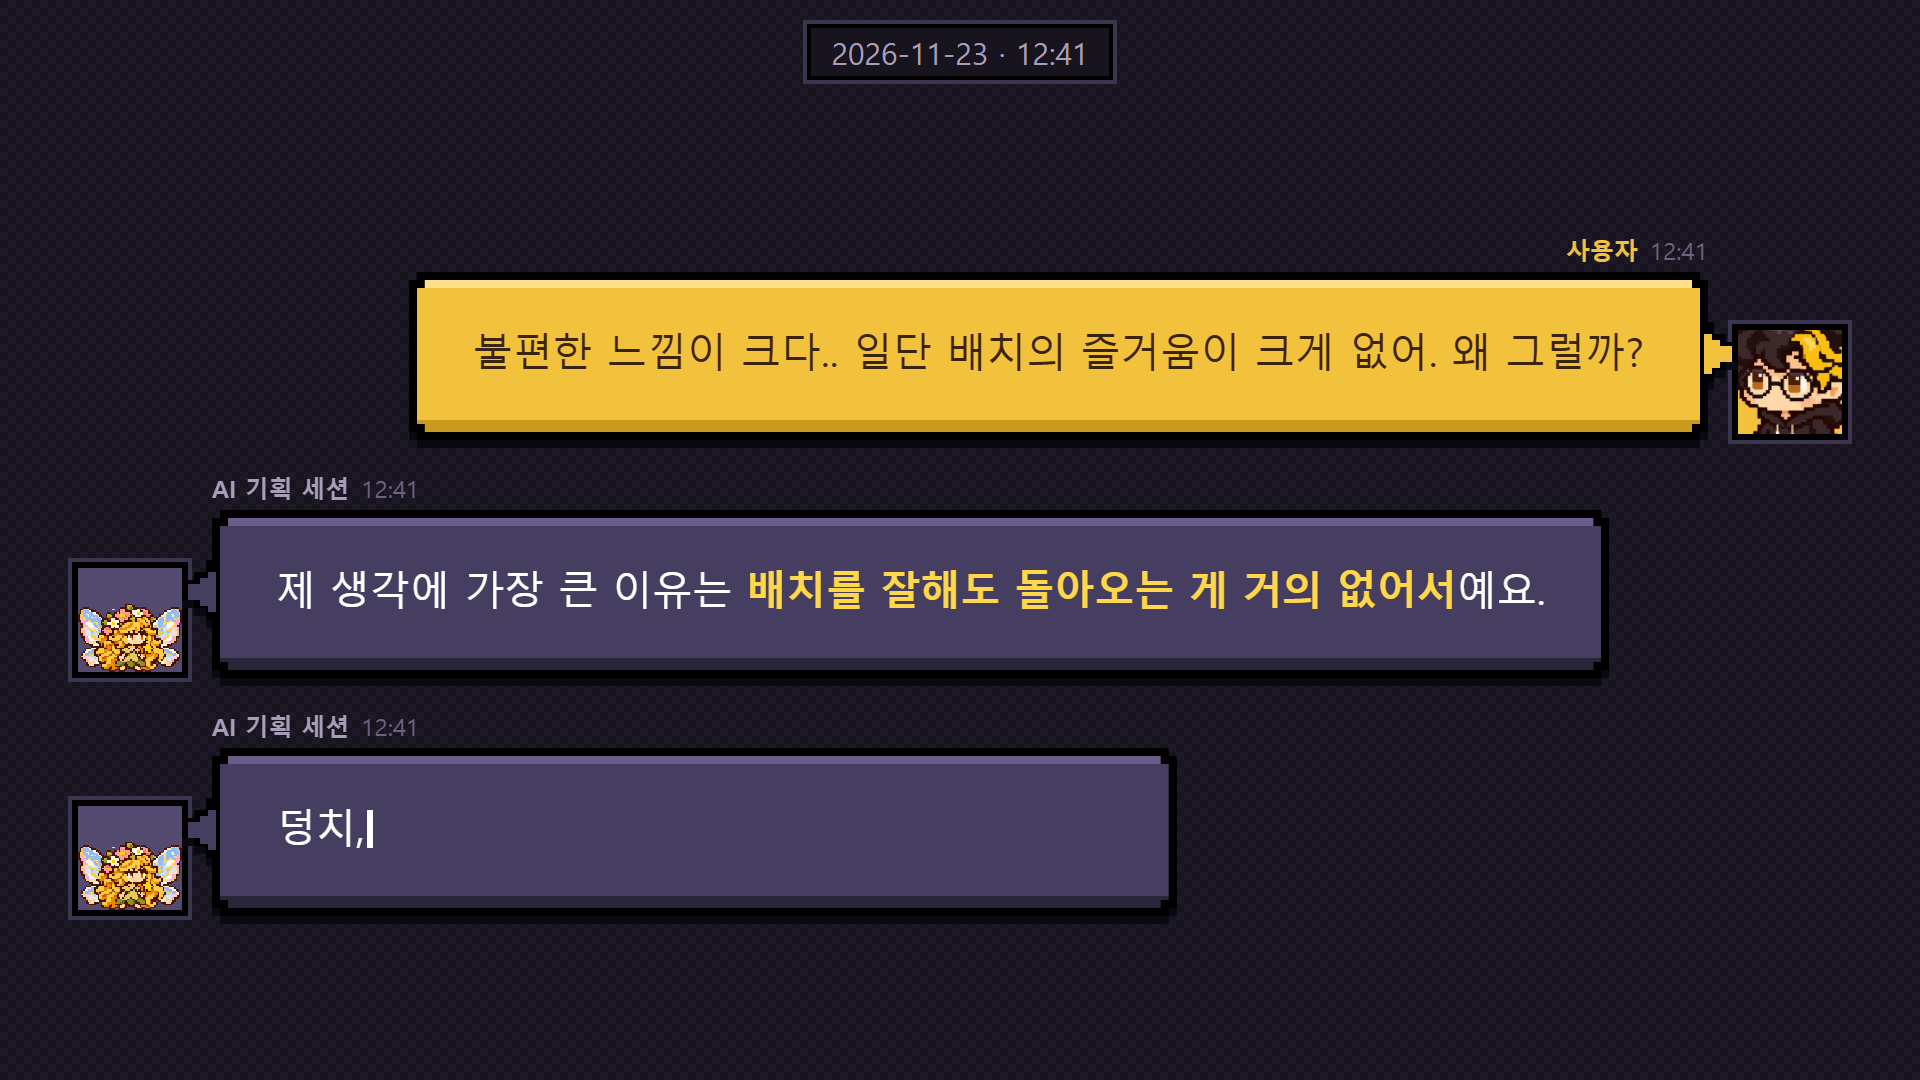 2026-11-23 · 12:41
사용자 12:41
불편한 느낌이 크다.. 일단 배치의 즐거움이 크게 없어. 왜 그럴까?
AI 기획 세션 12:41
제 생각에 가장 큰 이유는 배치를 잘해도 돌아오는 게 거의 없어서예요.
AI 기획 세션 12:41
덩치,